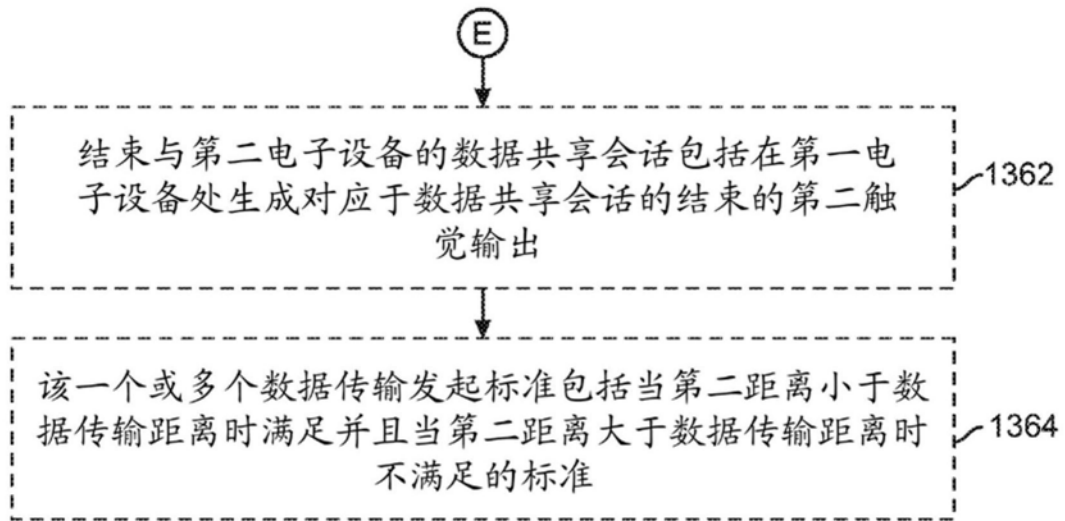 E
结束与第二电子设备的数据共享会话包括在第一电
子设备处生成对应于数据共享会话的结束的第二触
觉输出
1362
该一个或多个数据传输发起标准包括当第二距离小于数
据传输距离时满足并且当第二距离大于数据传输距离时
不满足的标准
1364